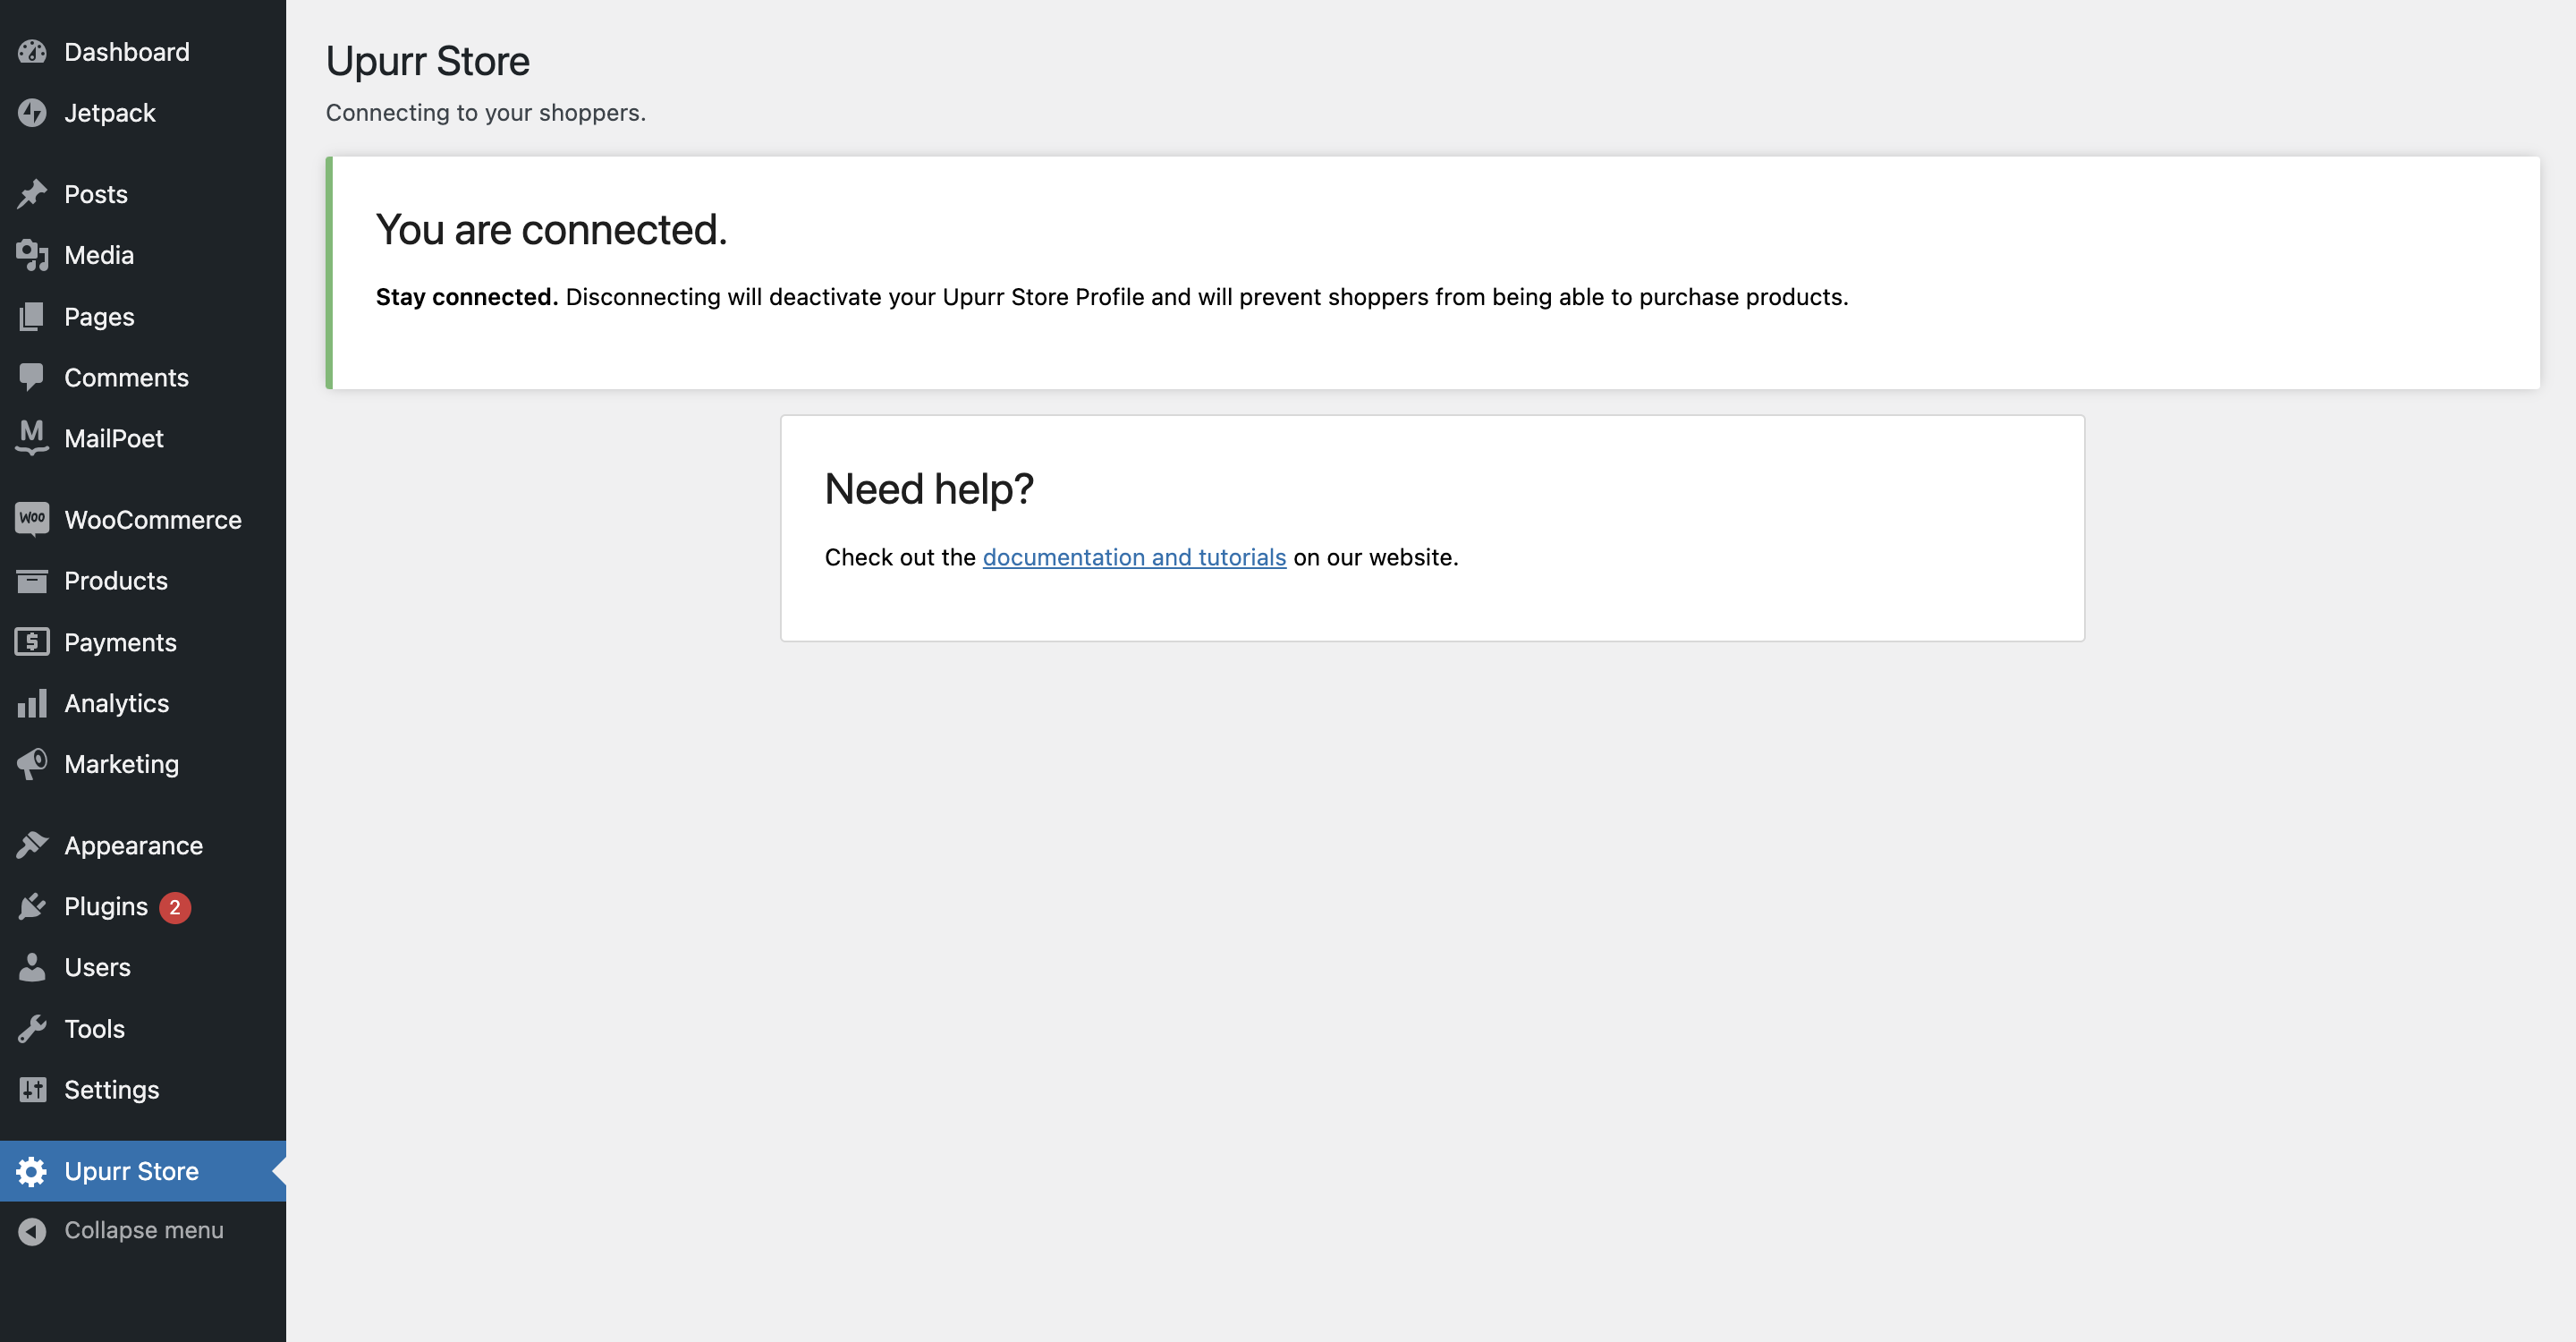 Dashboard
Jetpack
Posts
Media
Pages
Comments
M
MailPoet
Woo
WooCommerce
Products
$
Payments
Analytics
Marketing
Appearance
Plugins 2
Users
Tools
Settings
Upurr Store
Collapse menu
Upurr Store
Connecting to your shoppers.
You are connected.
Stay connected. Disconnecting will deactivate your Upurr Store Profile and will prevent shoppers from being able to purchase products.
Need help?
Check out the documentation and tutorials on our website.